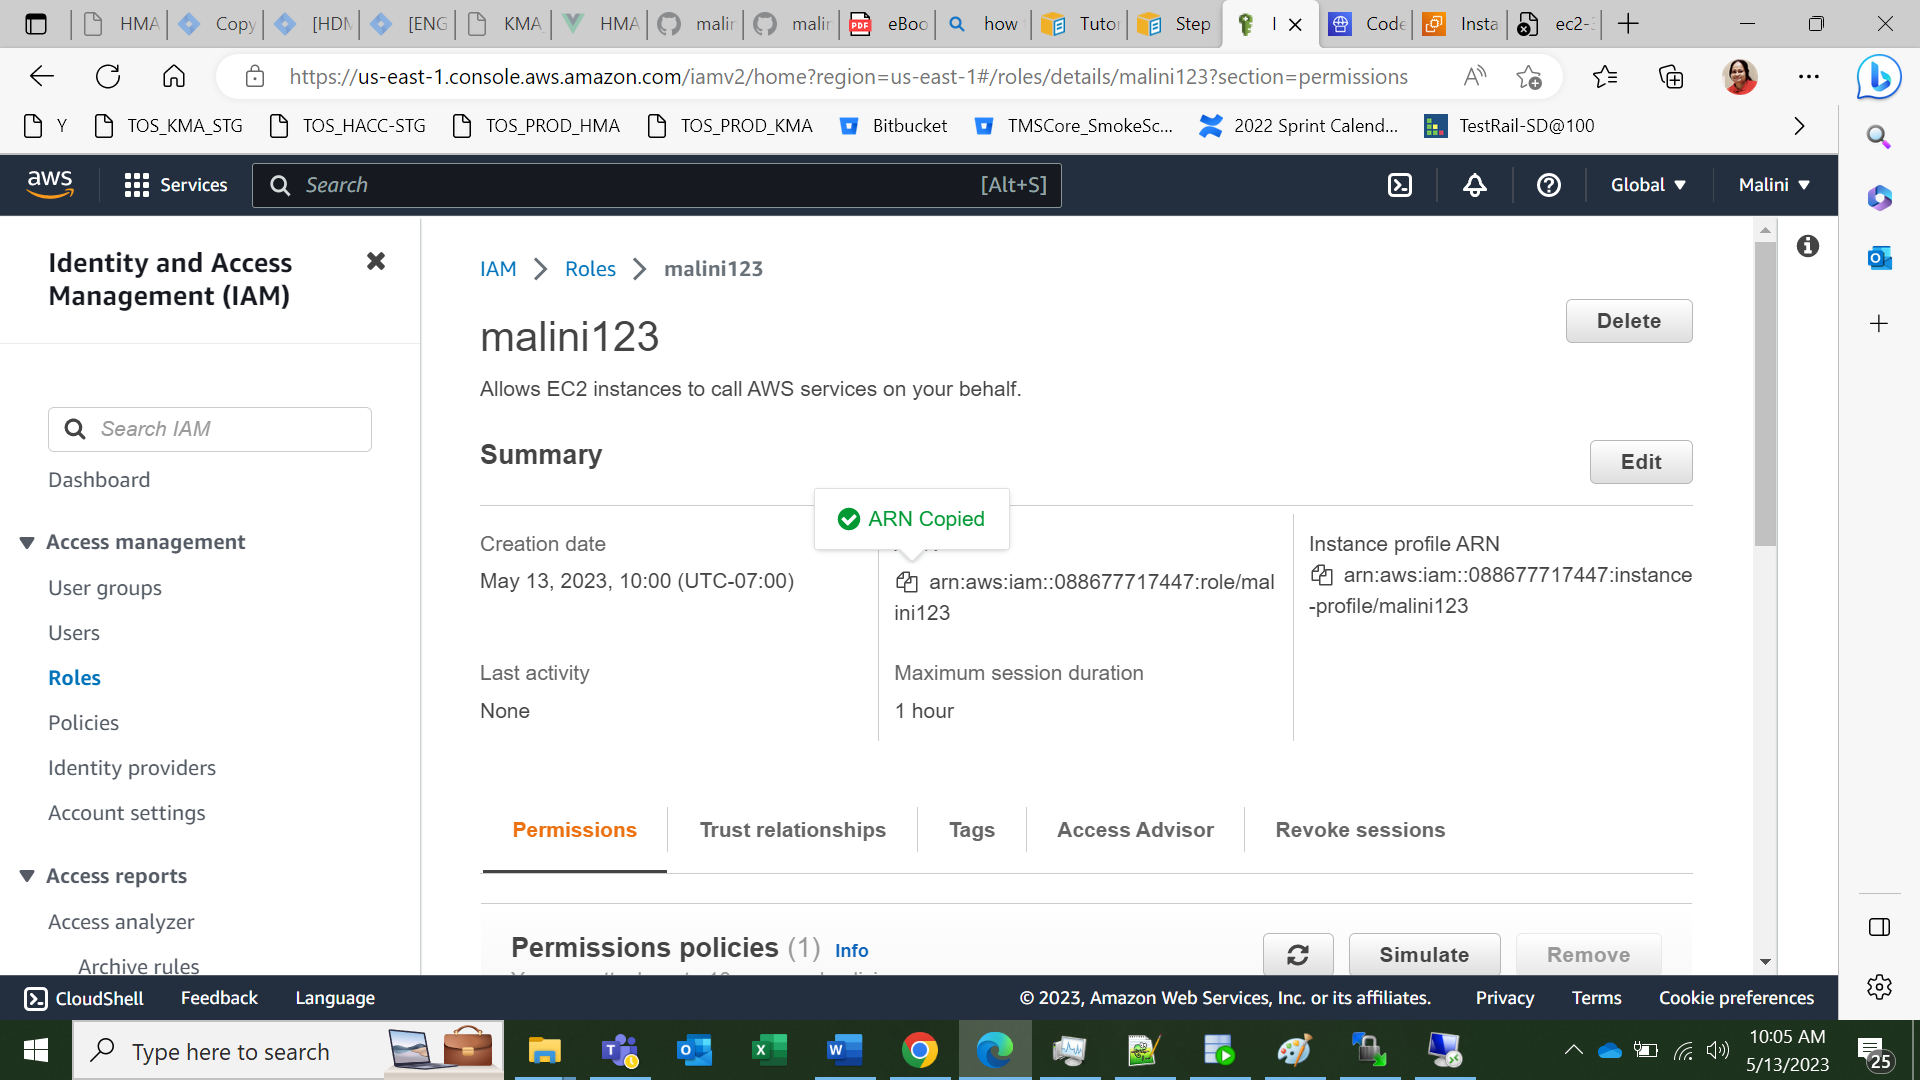 HMA
Copy
[HDM
[ENG
KMA_
HMA
malin
malin
PDF
eBoo
how
Tutor
Step
Code
Insta
ec2-3
https://us-east-1.console.aws.amazon.com/iamv2/home?region=us-east-1#/roles/details/malini123?section=permissions
Y
TOS_KMA_STG
TOS_HACC-STG
TOS_PROD_HMA
TOS_PROD_KMA
Bitbucket
TMSCore_SmokeSc...
2022 Sprint Calend...
TestRail-SD@100
aws
Services
Search
[Alt+S]
Global
Malini
Identity and Access
Management (IAM)
Search IAM
Dashboard
Access management
User groups
Users
Roles
Policies
Identity providers
Account settings
Access reports
Access analyzer
Archive rules
IAM
Roles
malini123
malini123
Delete
Allows EC2 instances to call AWS services on your behalf.
Summary
Edit
ARN Copied
Creation date
May 13, 2023, 10:00 (UTC-07:00)
arn:aws:iam::088677717447:role/mal
ini123
Instance profile ARN
arn:aws:iam::088677717447:instance
-profile/malini123
Last activity
None
Maximum session duration
1 hour
Permissions
Trust relationships
Tags
Access Advisor
Revoke sessions
Permissions policies (1) Info
Simulate
Remove
CloudShell
Feedback
Language
© 2023, Amazon Web Services, Inc. or its affiliates.
Privacy
Terms
Cookie preferences
Type here to search
10:05 AM
5/13/2023
25